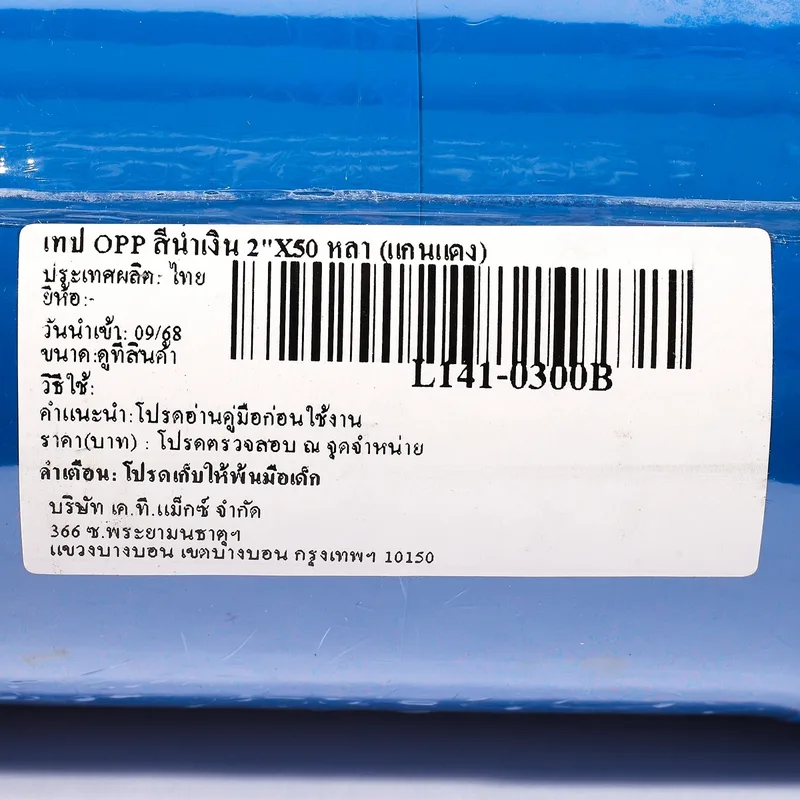 เทป OPP สีน้ำเงิน 2"X50 หลา (แกนแดง)
ประเทศผลิต: ไทย
ยี่ห้อ:-
วันนำเข้า: 09/68
ขนาด:ดูที่สินค้า
L141-0300B
วิธีใช้:
คำแนะนำ:โปรดอ่านคู่มือก่อนใช้งาน
ราคา(บาท) : โปรดตรวจสอบ ณ จุดจำหน่าย
คำเตือน: โปรดเก็บให้พ้นมือเด็ก
บริษัท เค.ที.แม็กซ์ จำกัด
366 ซ.พระยามนธาตุฯ
แขวงบางบอน เขตบางบอน กรุงเทพฯ 10150